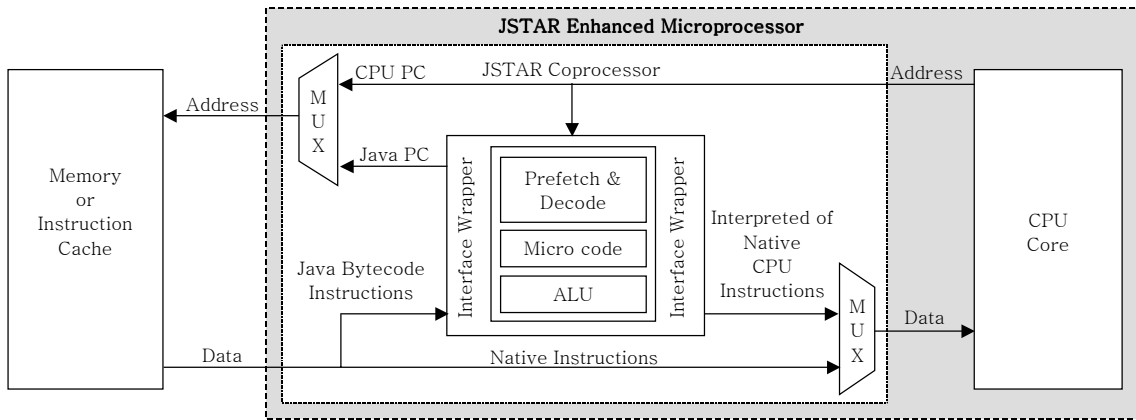 JSTAR Enhanced Microprocessor
CPU PC
JSTAR Coprocessor
Address
Address
M
U
X
Java PC
Memory
or
Instruction
Cache
Interface Wrapper
Prefetch &
Decode
Micro code
ALU
Interface Wrapper
Interpreted of
Native
CPU
Instructions
CPU
Core
Java Bytecode
Instructions
M
U
X
Data
Data
Native Instructions